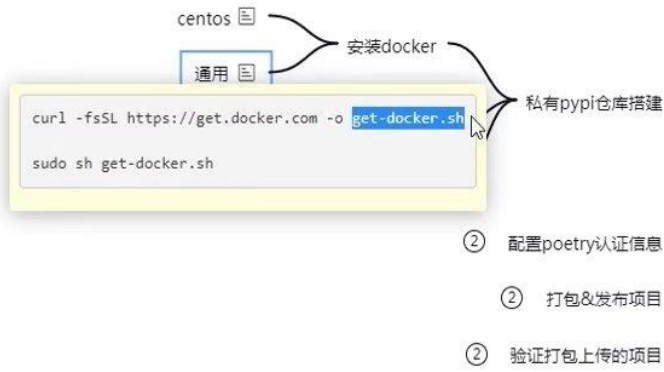 centos
安装docker
通用
私有pypi仓库搭建
curl -fsSL https://get.docker.com -o get-docker.sh
sudo sh get-docker.sh
② 配置poetry认证信息
② 打包&发布项目
② 验证打包上传的项目